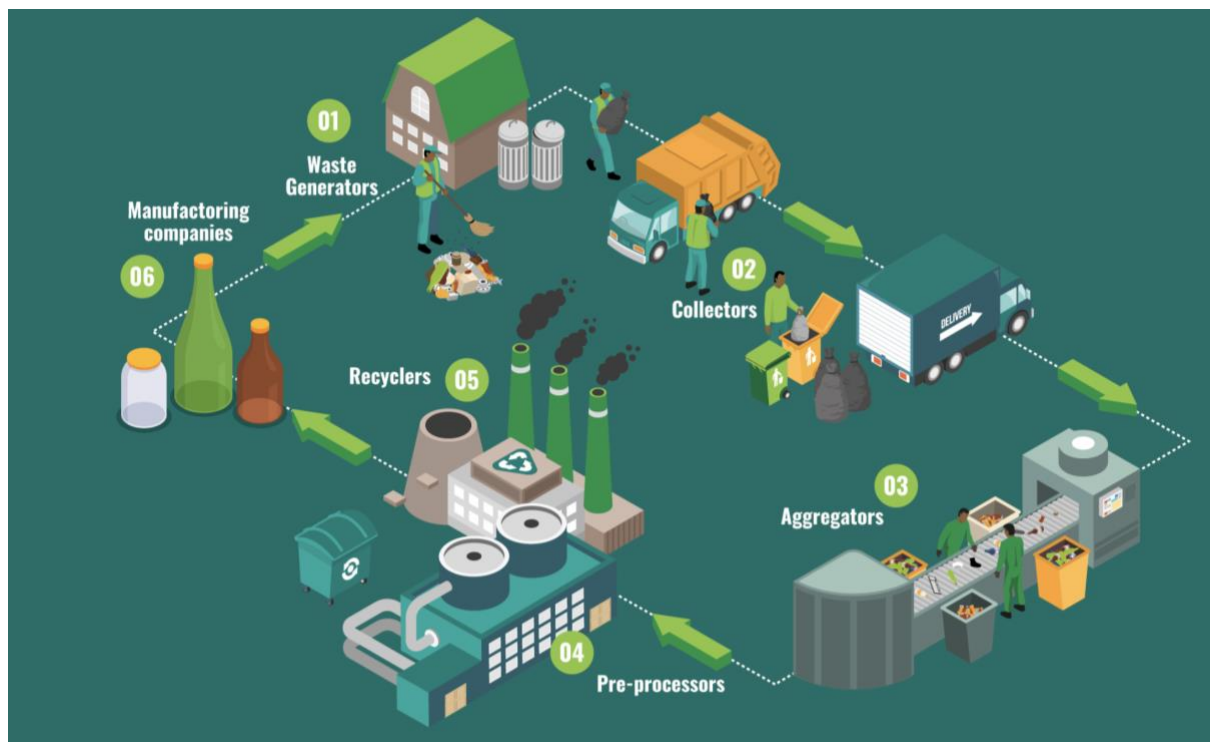 01
Waste
Generators
02
Collectors
DELIVERY
03
Aggregators
04
Pre-processors
05
Recyclers
06
Manufactoring
companies